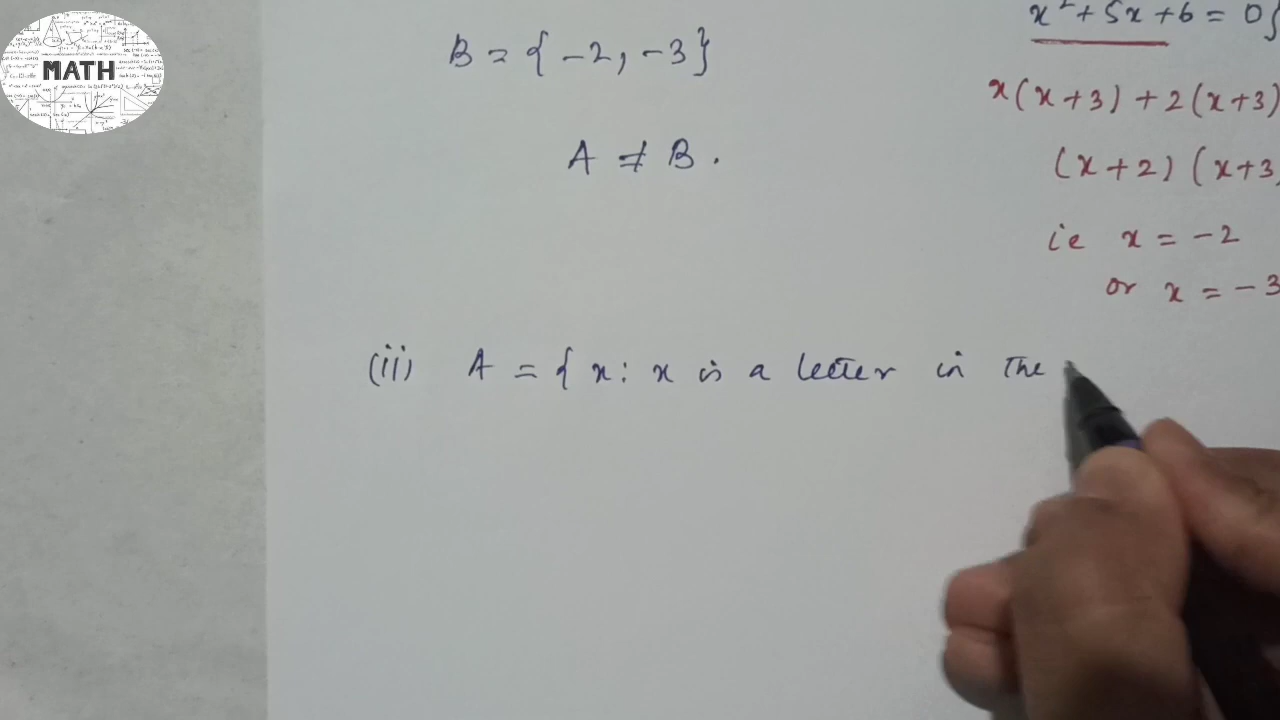 MATH
B = {-2, -3}
A ≠ B.
x² + 5x + 6 = 0}
x(x+3) + 2(x+3)
(x+2) (x+3
ie x = -2
or x = -3
(ii) A = { x : x is a letter in the